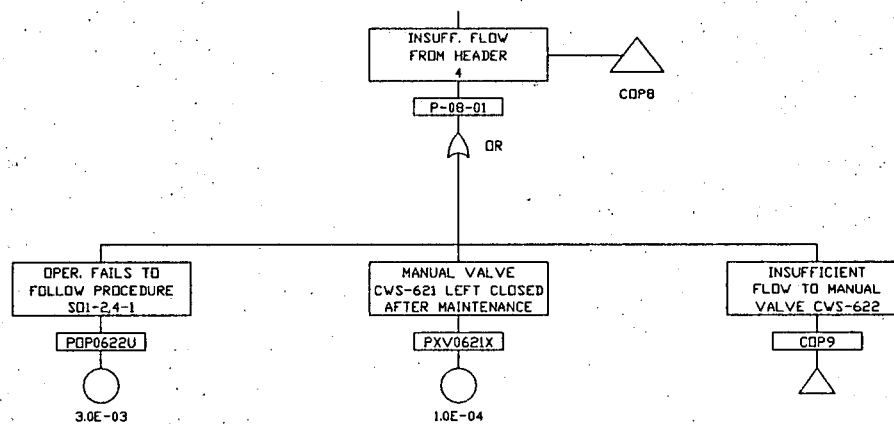 INSUFF. FLOW
FROM HEADER
4
COP8
P-08-01
OR
OPER. FAILS TO
FOLLOW PROCEDURE
SO1-2.4-1
MANUAL VALVE
CWS-621 LEFT CLOSED
AFTER MAINTENANCE
INSUFFICIENT
FLOW TO MANUAL
VALVE CWS-622
POP0622U
PXV0621X
COP9
3.0E-03
1.0E-04